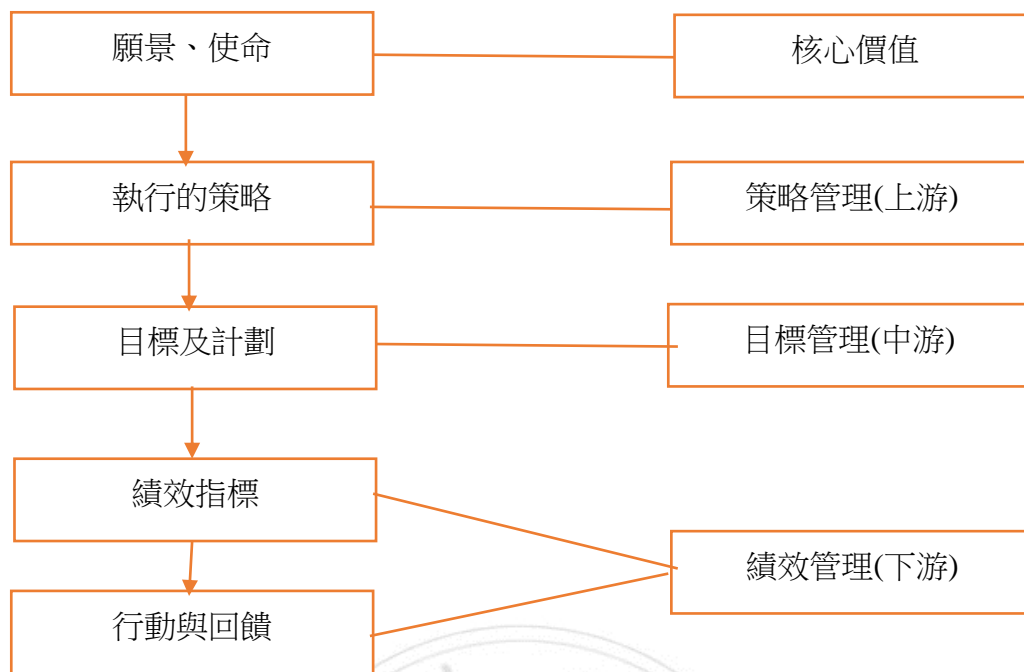 願景、使命
核心價值
執行的策略
策略管理(上游)
目標及計劃
目標管理(中游)
績效指標
績效管理(下游)
行動與回饋